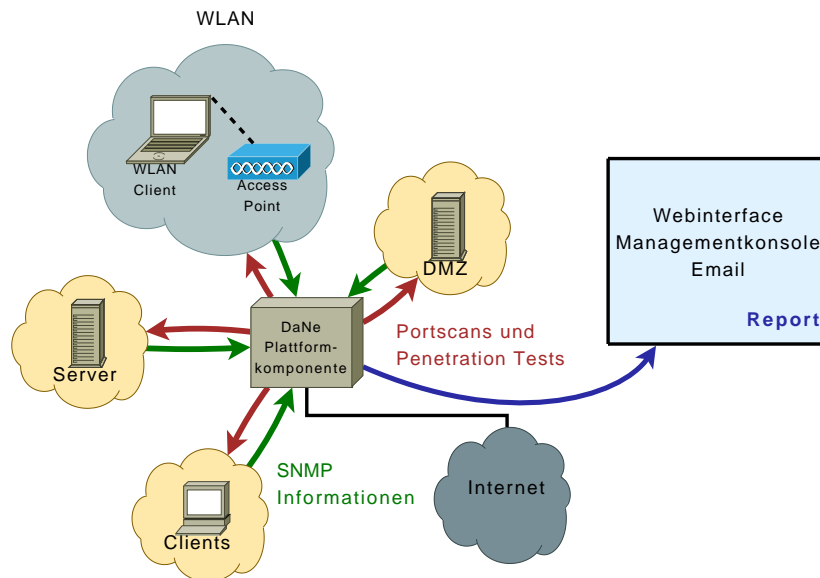 WLAN
WLAN
Client
Access
Point
DMZ
Webinterface
Managementkonsole
Email
Report
DaNe
Plattform-
komponente
Portscans und
Penetration Tests
Server
SNMP
Informationen
Internet
Clients